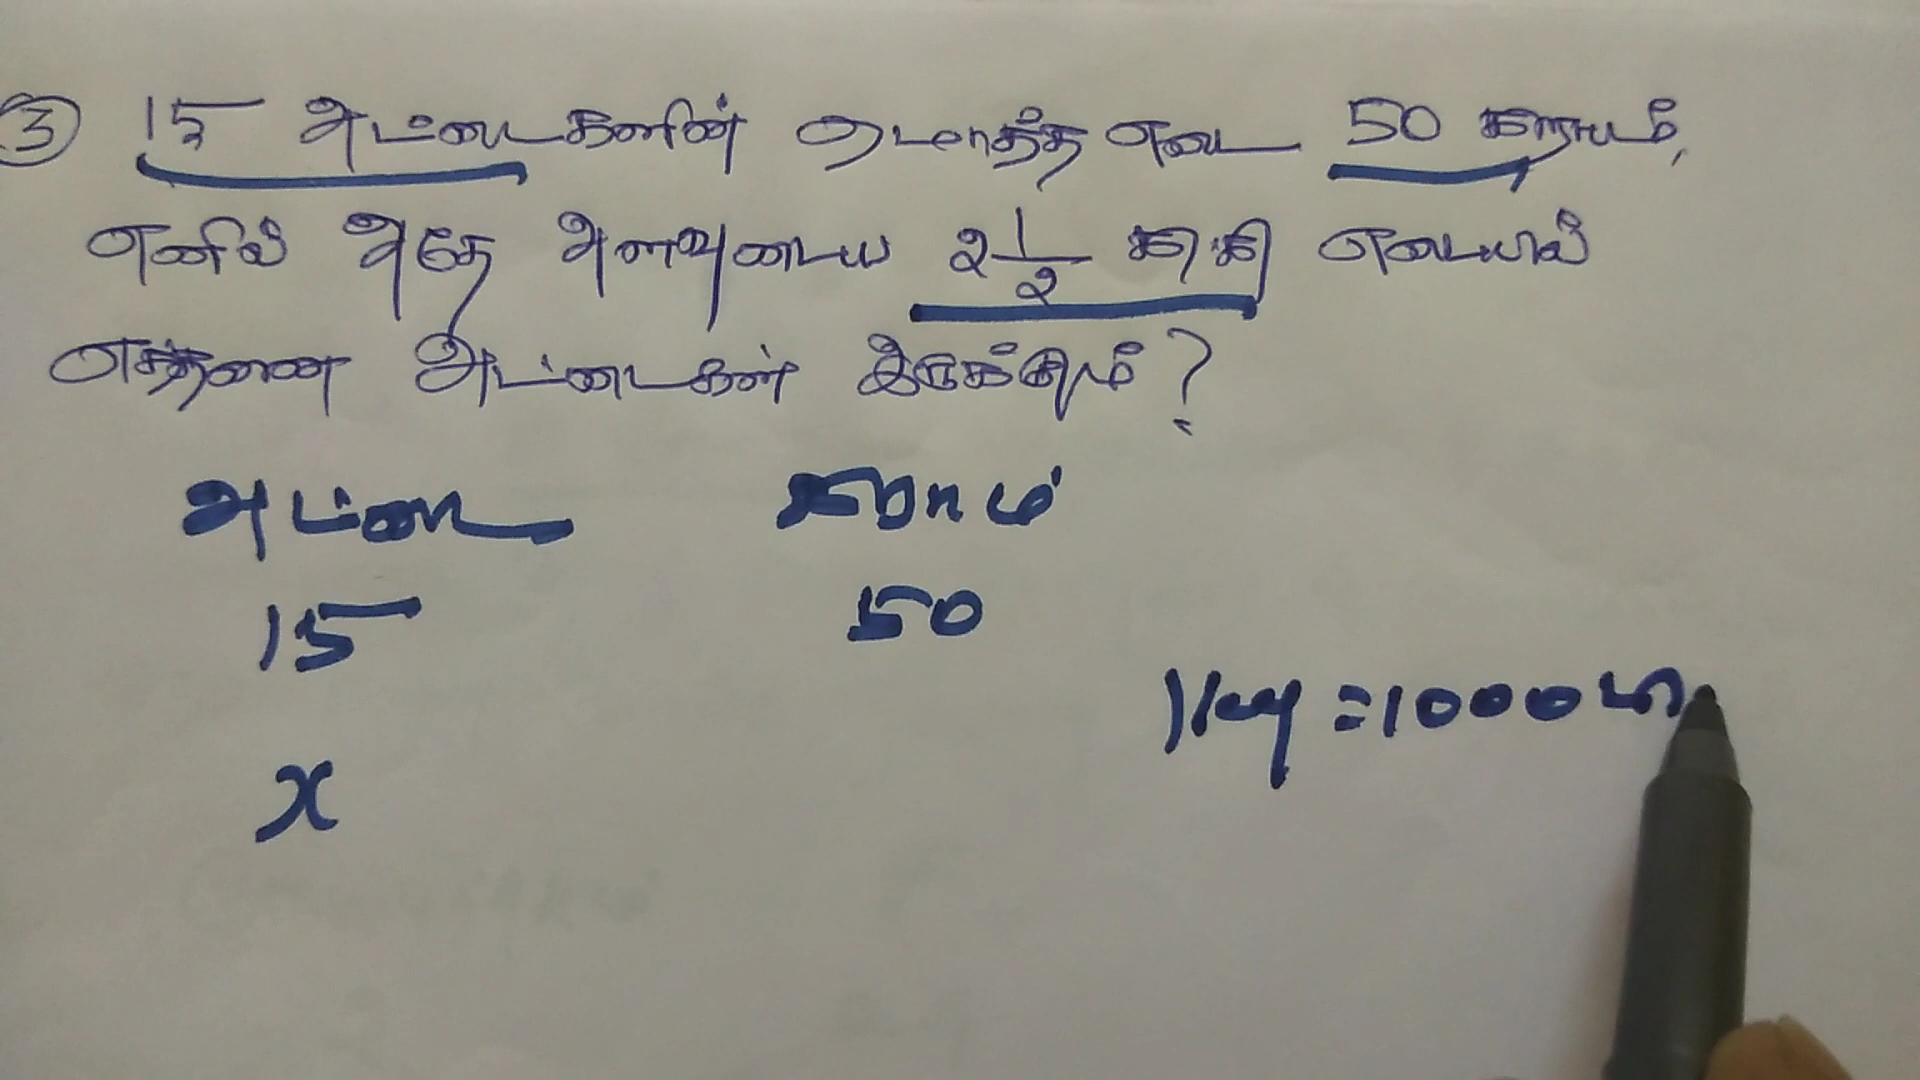 ③ 15 அட்டைகளின் மொத்த எடை 50 கிராம்,
எனில் அதே அளவுடைய 2 1/2 கி.கி எடையில்
எத்தனை அட்டைகள் இருக்கும்?
அட்டை கிராம்
15 50
1kg = 1000
x